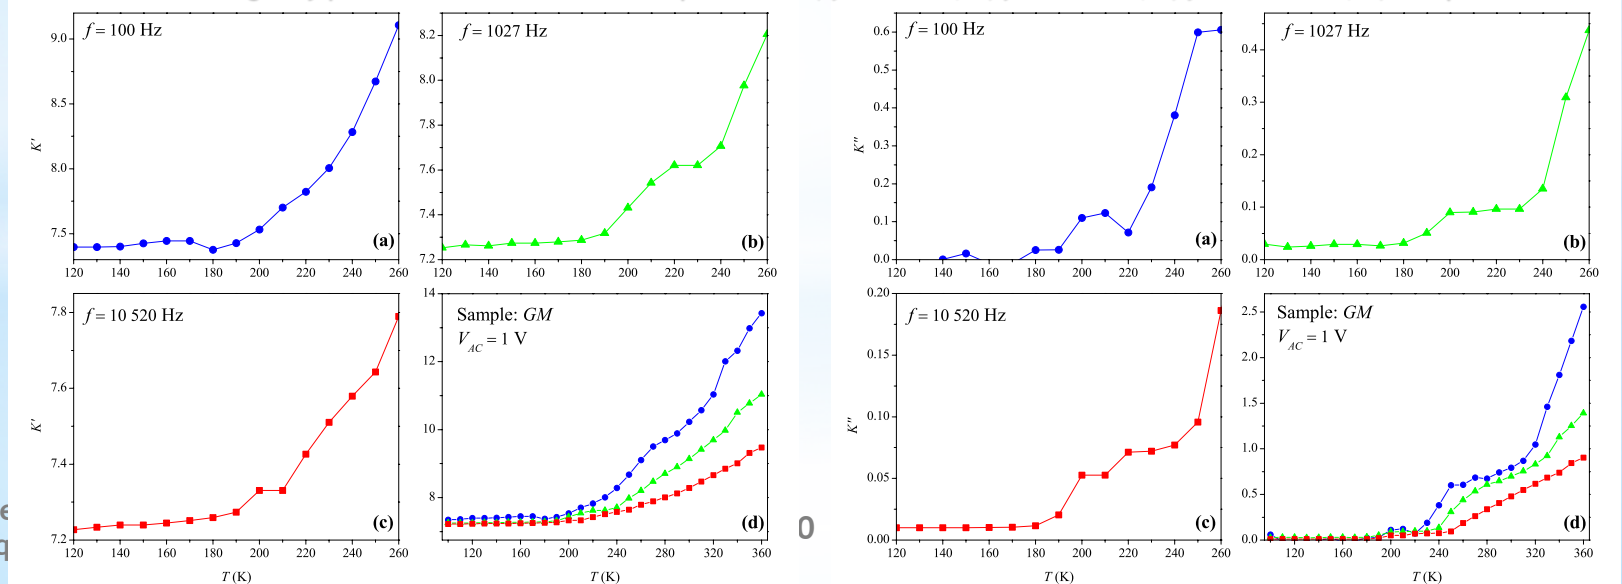 f = 100 Hz
9.0
8.5
8.0
7.5
K'
(a)
120 140 160 180 200 220 240 260
f = 1027 Hz
8.2
8.0
7.8
7.6
7.4
7.2
(b)
120 140 160 180 200 220 240 260
f = 10 520 Hz
7.8
7.6
7.4
7.2
K'
(c)
120 140 160 180 200 220 240 260
T (K)
Sample: GM
V_AC = 1 V
14
12
10
8
(d)
120 160 200 240 280 320 360
T (K)
f = 100 Hz
0.6
0.5
0.4
0.3
0.2
0.1
0.0
K"
(a)
120 140 160 180 200 220 240 260
f = 1027 Hz
0.4
0.3
0.2
0.1
0.0
(b)
120 140 160 180 200 220 240 260
f = 10 520 Hz
0.20
0.15
0.10
0.05
0.00
K"
(c)
120 140 160 180 200 220 240 260
T (K)
Sample: GM
V_AC = 1 V
2.5
2.0
1.5
1.0
0.5
0.0
(d)
120 160 200 240 280 320 360
T (K)